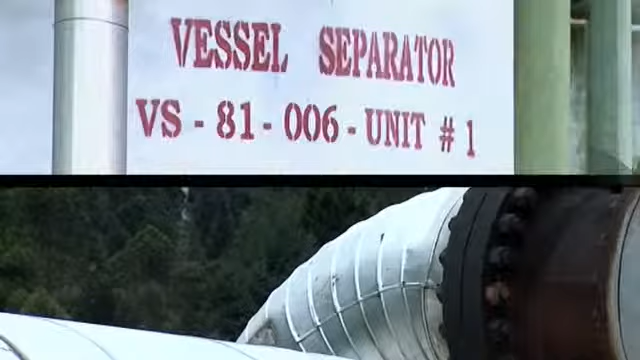 VESSEL SEPARATOR
VS - 81 - 006 - UNIT # 1